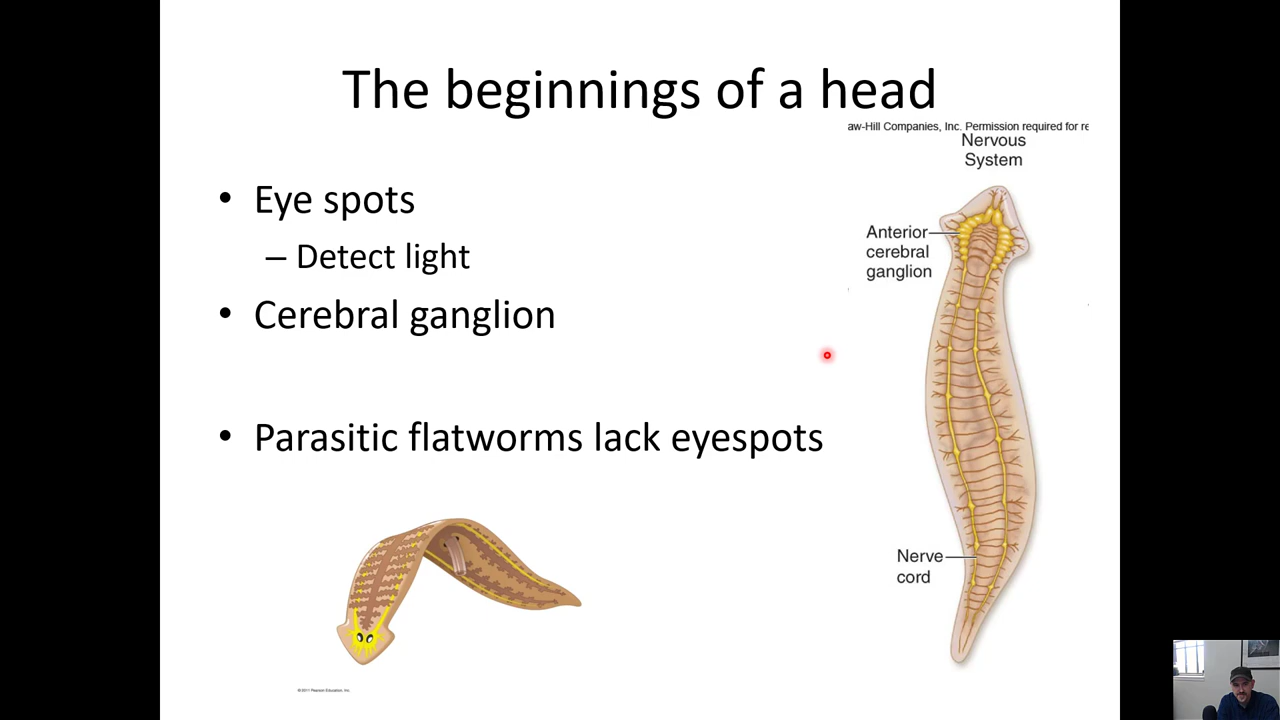 The beginnings of a head
aw-Hill Companies, Inc. Permission required for re
Nervous
System
• Eye spots
– Detect light
• Cerebral ganglion
• Parasitic flatworms lack eyespots
Anterior
cerebral
ganglion
Nerve
cord
© 2011 Pearson Education, Inc.